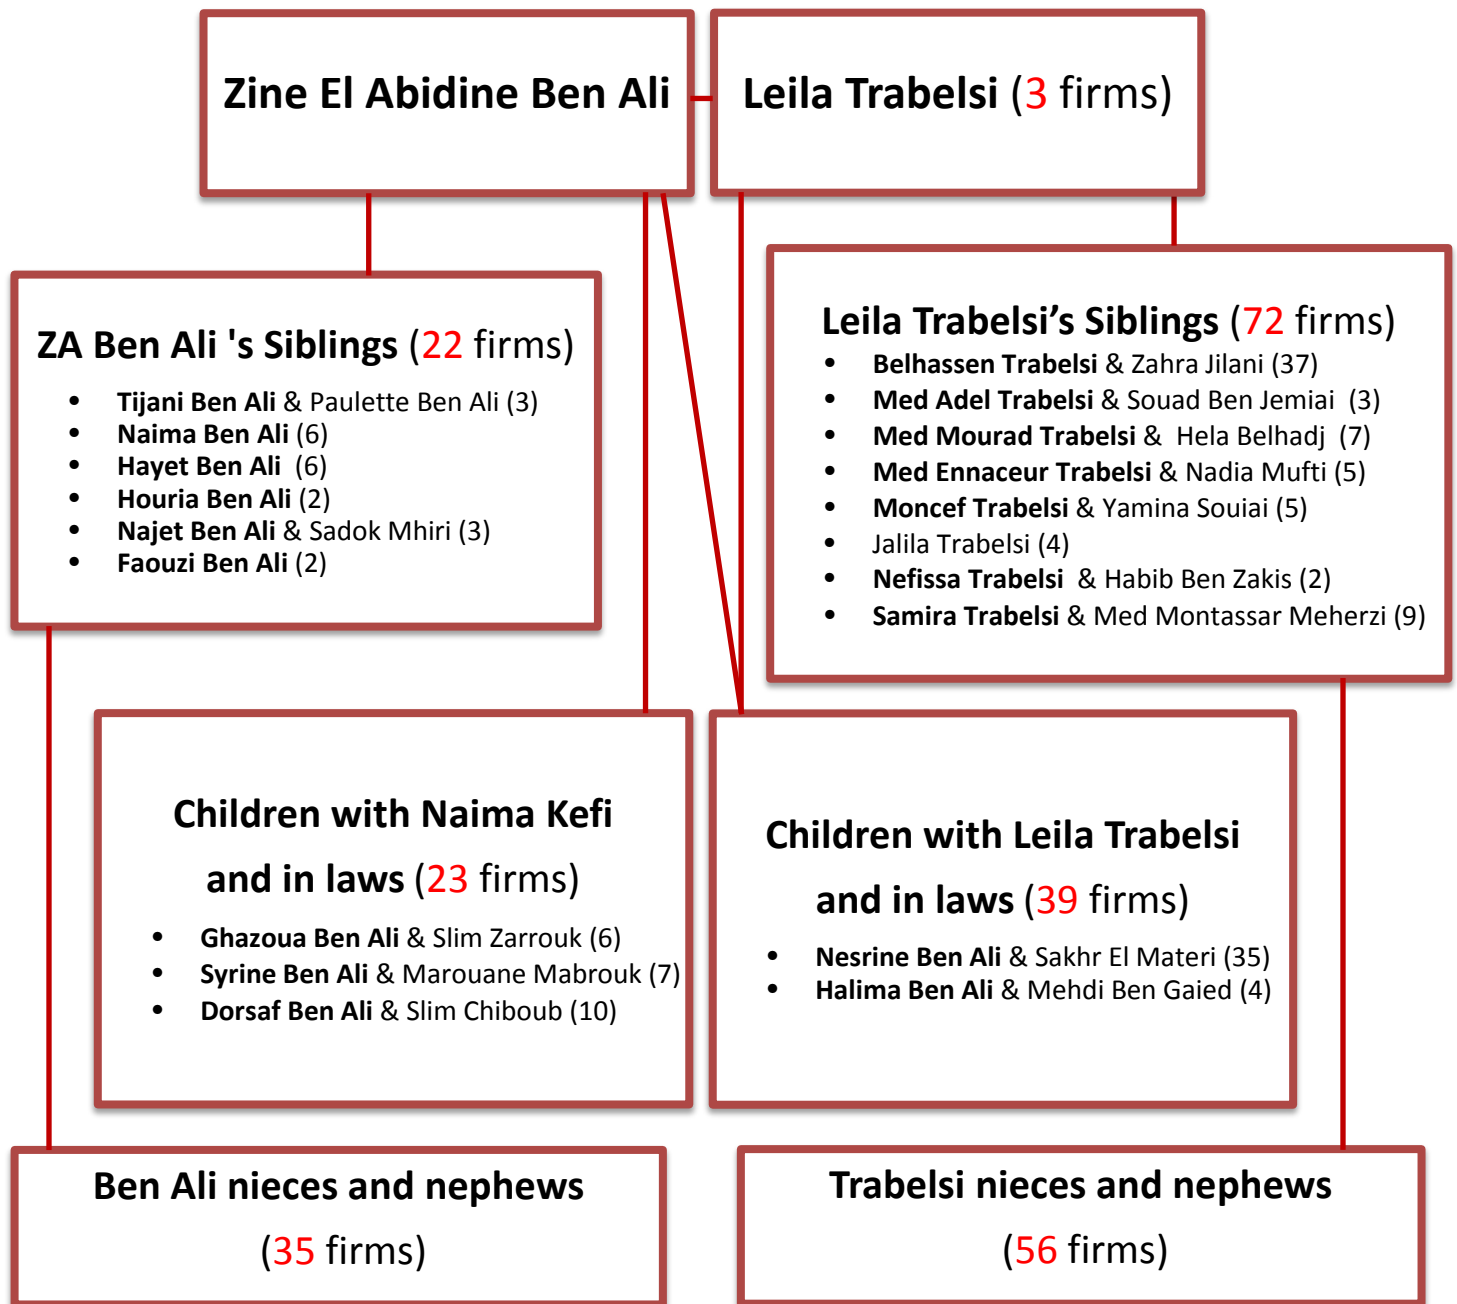 Zine El Abidine Ben Ali
Leila Trabelsi (3 firms)
ZA Ben Ali 's Siblings (22 firms)
• Tijani Ben Ali & Paulette Ben Ali (3)
• Naima Ben Ali (6)
• Hayet Ben Ali (6)
• Houria Ben Ali (2)
• Najet Ben Ali & Sadok Mhiri (3)
• Faouzi Ben Ali (2)
Leila Trabelsi’s Siblings (72 firms)
• Belhassen Trabelsi & Zahra Jilani (37)
• Med Adel Trabelsi & Souad Ben Jemiai (3)
• Med Mourad Trabelsi & Hela Belhadj (7)
• Med Ennaceur Trabelsi & Nadia Mufti (5)
• Moncef Trabelsi & Yamina Souiai (5)
• Jalila Trabelsi (4)
• Nefissa Trabelsi & Habib Ben Zakis (2)
• Samira Trabelsi & Med Montassar Meherzi (9)
Children with Naima Kefi
and in laws (23 firms)
• Ghazoua Ben Ali & Slim Zarrouk (6)
• Syrine Ben Ali & Marouane Mabrouk (7)
• Dorsaf Ben Ali & Slim Chiboub (10)
Children with Leila Trabelsi
and in laws (39 firms)
• Nesrine Ben Ali & Sakhr El Materi (35)
• Halima Ben Ali & Mehdi Ben Gaied (4)
Ben Ali nieces and nephews
(35 firms)
Trabelsi nieces and nephews
(56 firms)